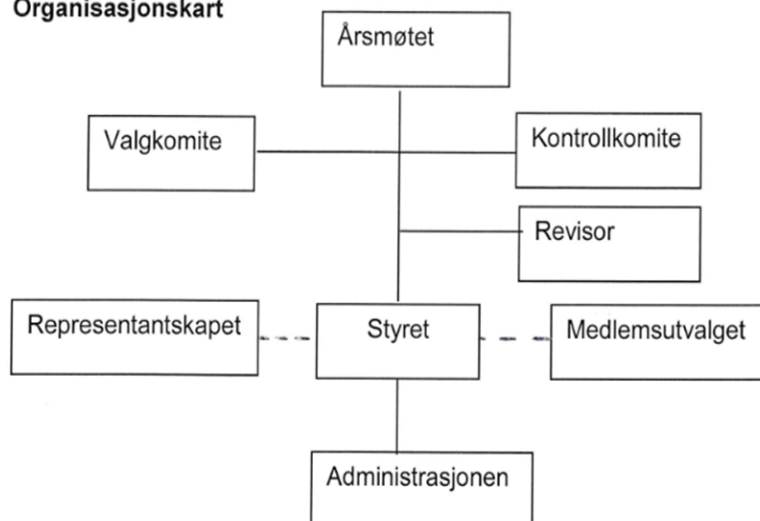 Organisasjonskart
Årsmøtet
Valgkomite
Kontrollkomite
Revisor
Representantskapet
Styret
Medlemsutvalget
Administrasjonen